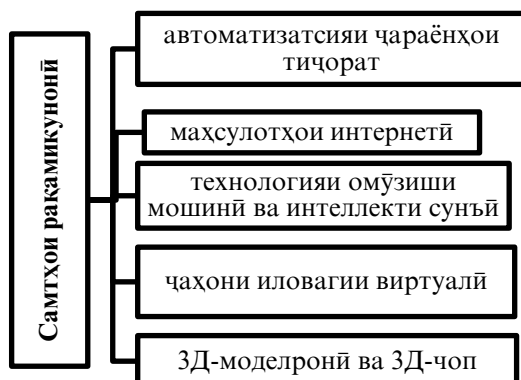 Самтҳои рақамикунонӣ
автоматизатсияи ҷараёнҳои
тиҷорат
маҳсулотҳои интернетӣ
технологияи омӯзиши
мошинӣ ва интеллекти сунъӣ
ҷаҳони иловагии виртуалӣ
3Д-моделронӣ ва 3Д-чоп